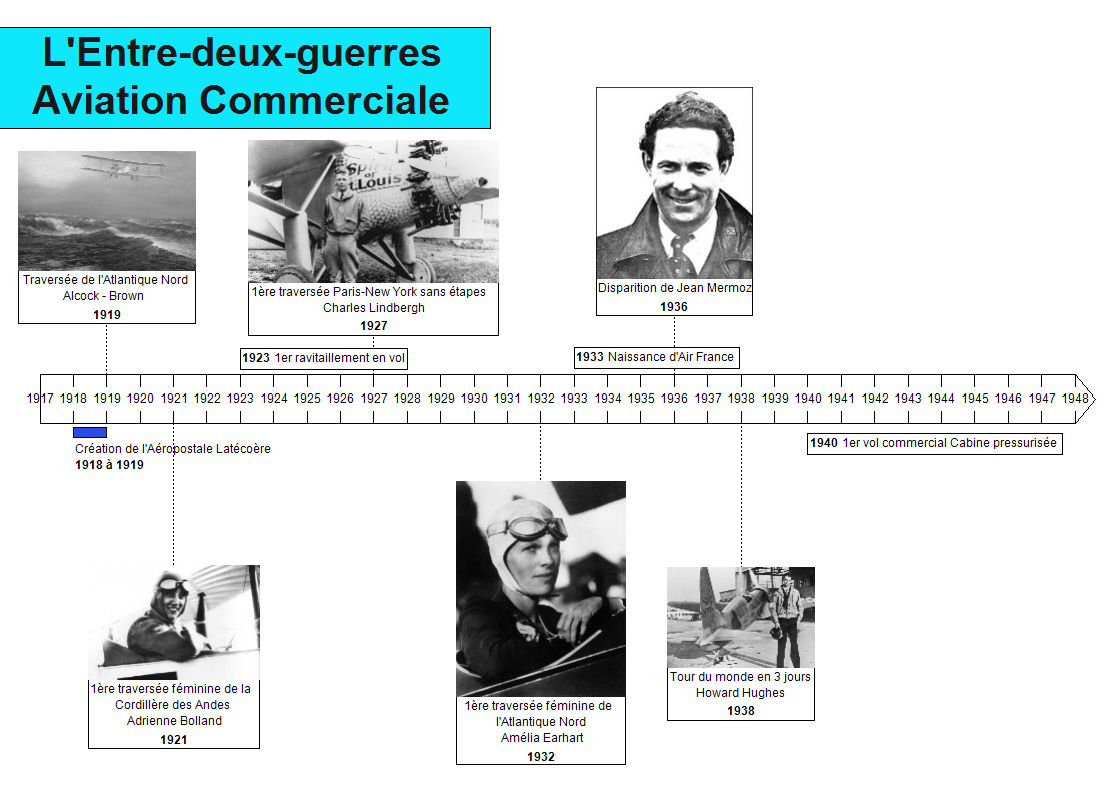 L'Entre-deux-guerres
Aviation Commerciale
Spirit
of
St.Louis
Traversée de l'Atlantique Nord
Alcock - Brown
1919
1ère traversée Paris-New York sans étapes
Charles Lindbergh
1927
Disparition de Jean Mermoz
1936
1923 1er ravitaillement en vol
1933 Naissance d'Air France
1917 1918 1919 1920 1921 1922 1923 1924 1925 1926 1927 1928 1929 1930 1931 1932 1933 1934 1935 1936 1937 1938 1939 1940 1941 1942 1943 1944 1945 1946 1947 1948
Création de l'Aéropostale Latécoère
1918 à 1919
1940 1er vol commercial Cabine pressurisée
1ère traversée féminine de la
Cordillère des Andes
Adrienne Bolland
1921
1ère traversée féminine de
l'Atlantique Nord
Amélia Earhart
1932
Tour du monde en 3 jours
Howard Hughes
1938